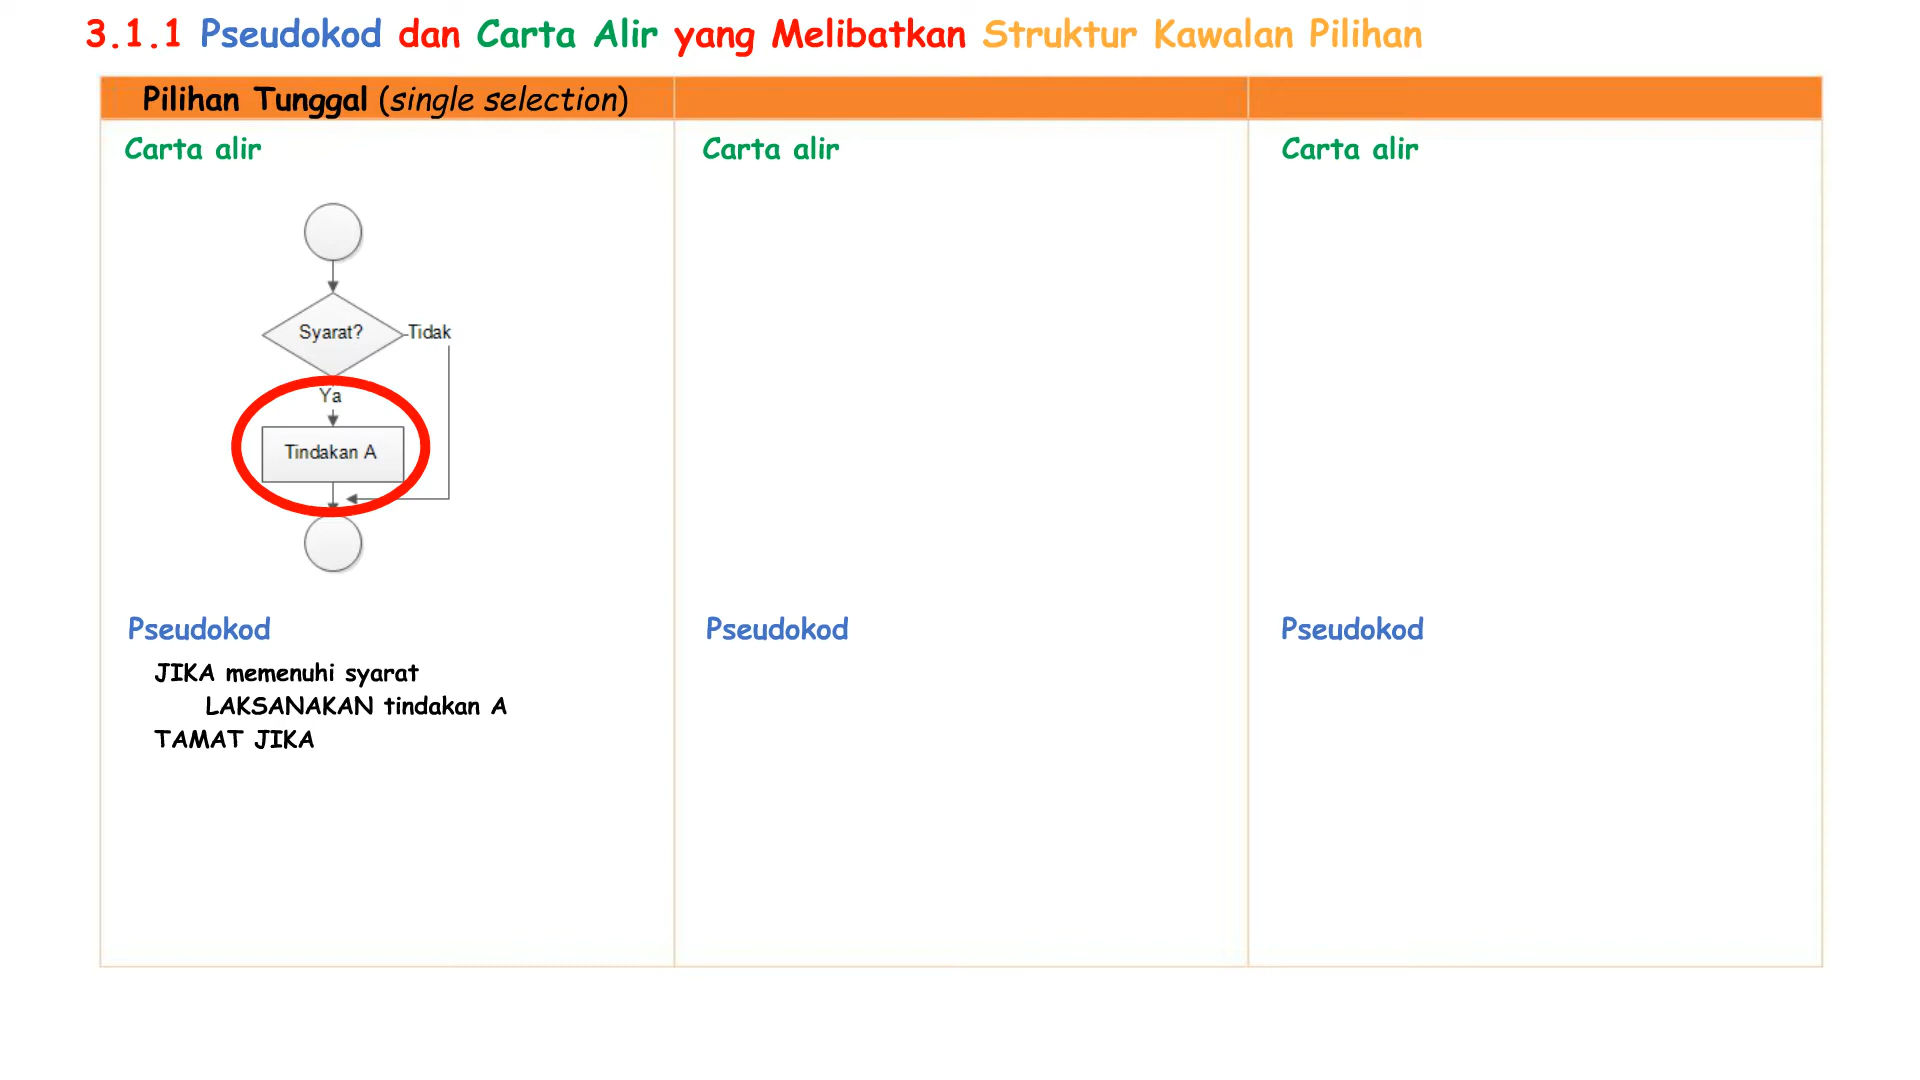 3.1.1 Pseudokod dan Carta Alir yang Melibatkan Struktur Kawalan Pilihan
Pilihan Tunggal (single selection)
Carta alir
Syarat?
Tidak
Ya
Tindakan A
Pseudokod
JIKA memenuhi syarat
LAKSANAKAN tindakan A
TAMAT JIKA
Carta alir
Pseudokod
Carta alir
Pseudokod